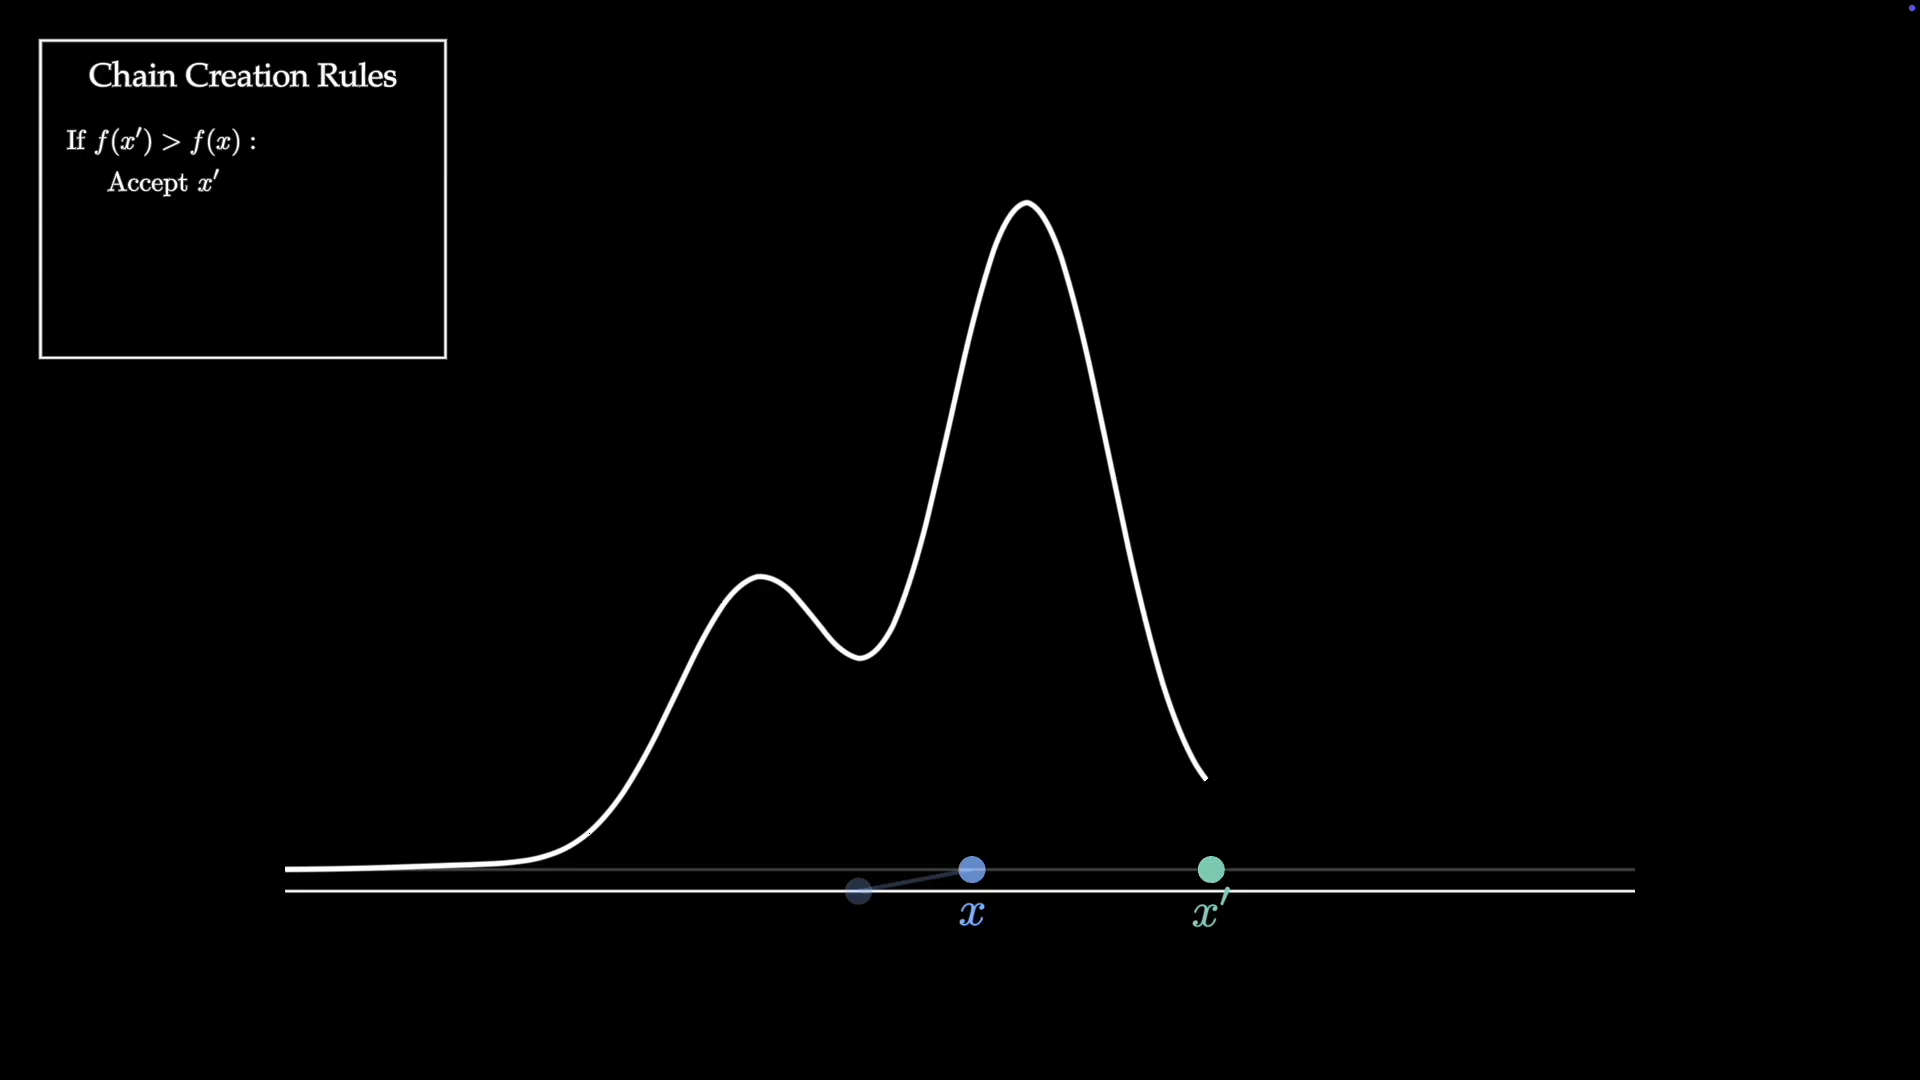 Chain Creation Rules
If f(x′) > f(x) :
Accept x′
x
x′